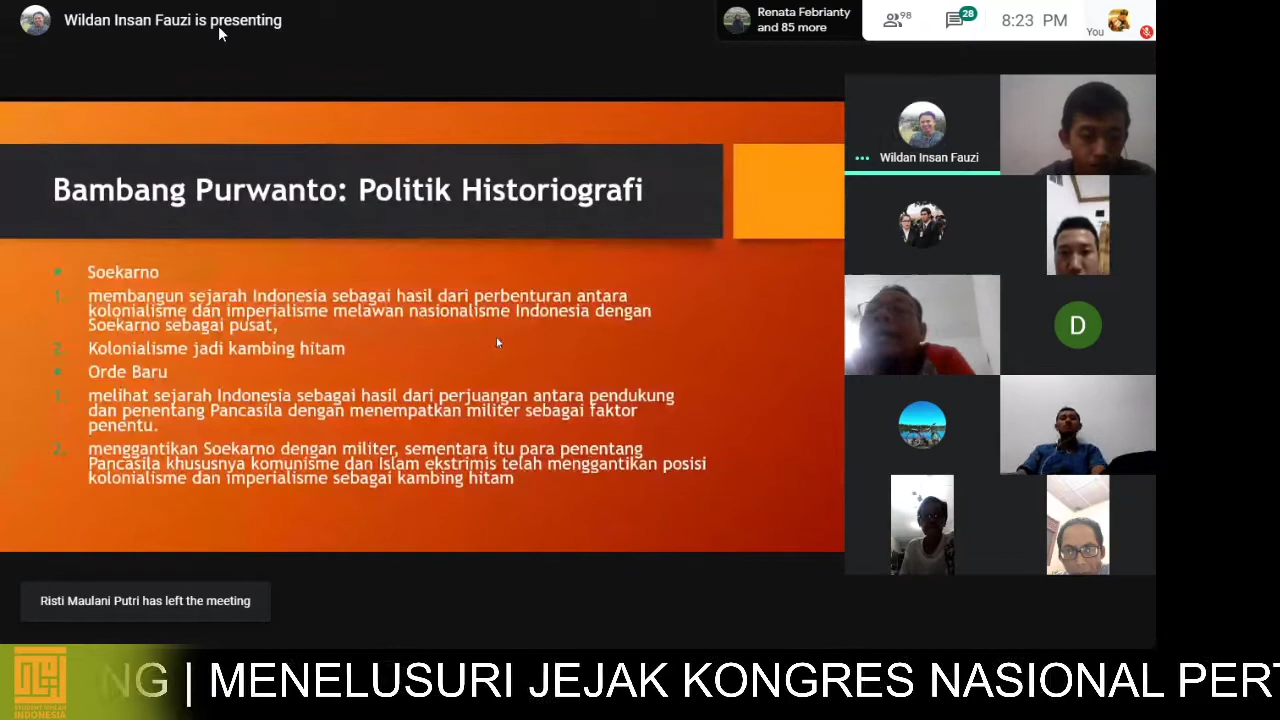 Wildan Insan Fauzi is presenting
Renata Febrianty
and 85 more
98
28
8:23 PM
You
Wildan Insan Fauzi
Bambang Purwanto: Politik Historiografi
Soekarno
1. membangun sejarah Indonesia sebagai hasil dari perbenturan antara
kolonialisme dan imperialisme melawan nasionalisme Indonesia dengan
Soekarno sebagai pusat,
2. Kolonialisme jadi kambing hitam
Orde Baru
1. melihat sejarah Indonesia sebagai hasil dari perjuangan antara pendukung
dan penentang Pancasila dengan menempatkan militer sebagai faktor
penentu.
2. menggantikan Soekarno dengan militer, sementara itu para penentang
Pancasila khususnya komunisme dan Islam ekstrimis telah menggantikan posisi
kolonialisme dan imperialisme sebagai kambing hitam
D
Risti Maulani Putri has left the meeting
NG | MENELUSURI JEJAK KONGRES NASIONAL PERT
INDONESIA